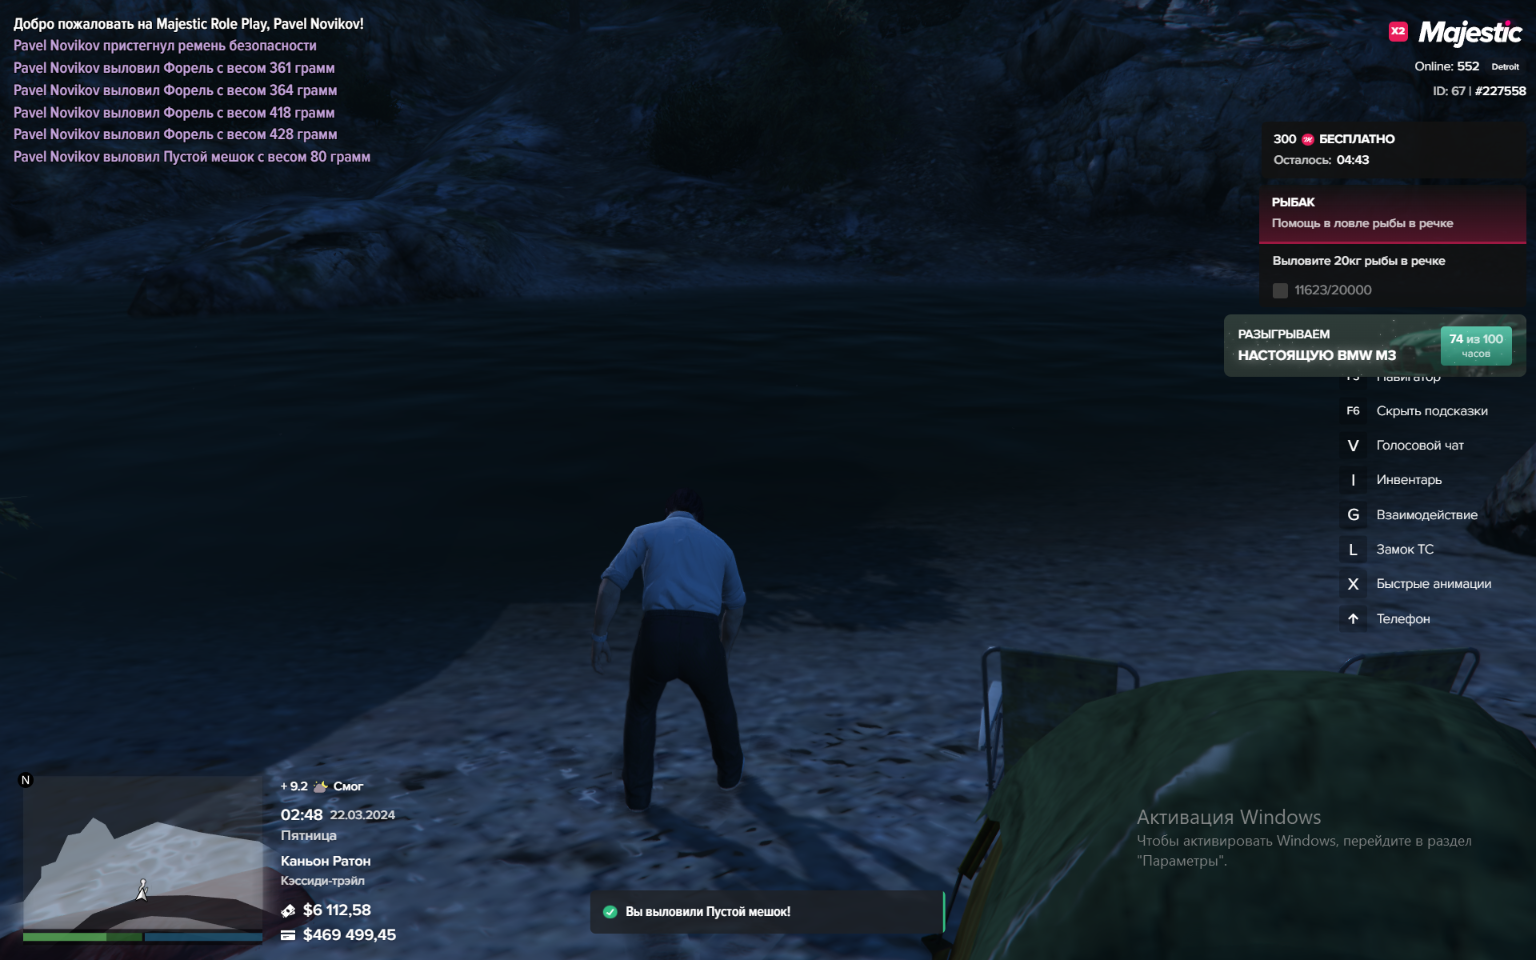 Добро пожаловать на Majestic Role Play, Pavel Novikov!
Pavel Novikov пристегнул ремень безопасности
Pavel Novikov выловил Форель с весом 361 грамм
Pavel Novikov выловил Форель с весом 364 грамм
Pavel Novikov выловил Форель с весом 418 грамм
Pavel Novikov выловил Форель с весом 428 грамм
Pavel Novikov выловил Пустой мешок с весом 80 грамм
X2 Majestic
Online: 552 Detroit
ID: 67 | #227558
300 БЕСПЛАТНО
Осталось: 04:43
РЫБАК
Помощь в ловле рыбы в речке
Выловите 20кг рыбы в речке
11623/20000
РАЗЫГРЫВАЕМ
НАСТОЯЩУЮ BMW M3
74 из 100
часов
Навигатор
F6 Скрыть подсказки
V Голосовой чат
I Инвентарь
G Взаимодействие
L Замок ТС
X Быстрые анимации
↑ Телефон
N
+ 9.2 Смог
02:48 22.03.2024
Пятница
Каньон Ратон
Кэссиди-трэйл
$6 112,58
$469 499,45
Вы выловили Пустой мешок!
Активация Windows
Чтобы активировать Windows, перейдите в раздел
"Параметры".